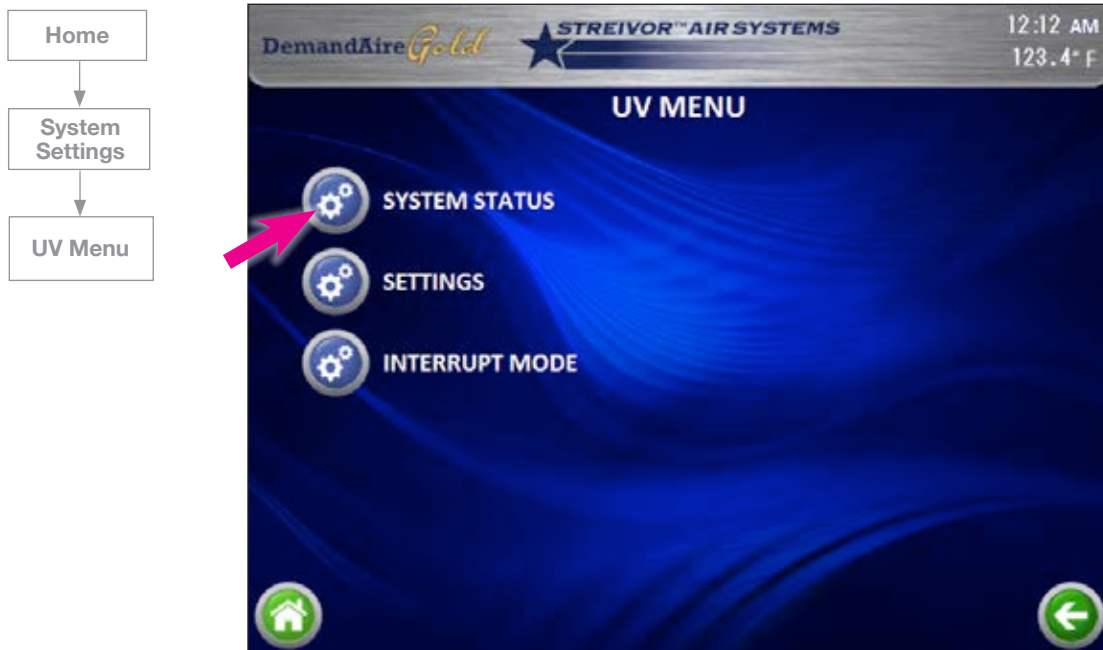 Home
System
Settings
UV Menu
DemandAire Gold
STREIVOR™ AIR SYSTEMS
12:12 AM
123.4° F
UV MENU
SYSTEM STATUS
SETTINGS
INTERRUPT MODE